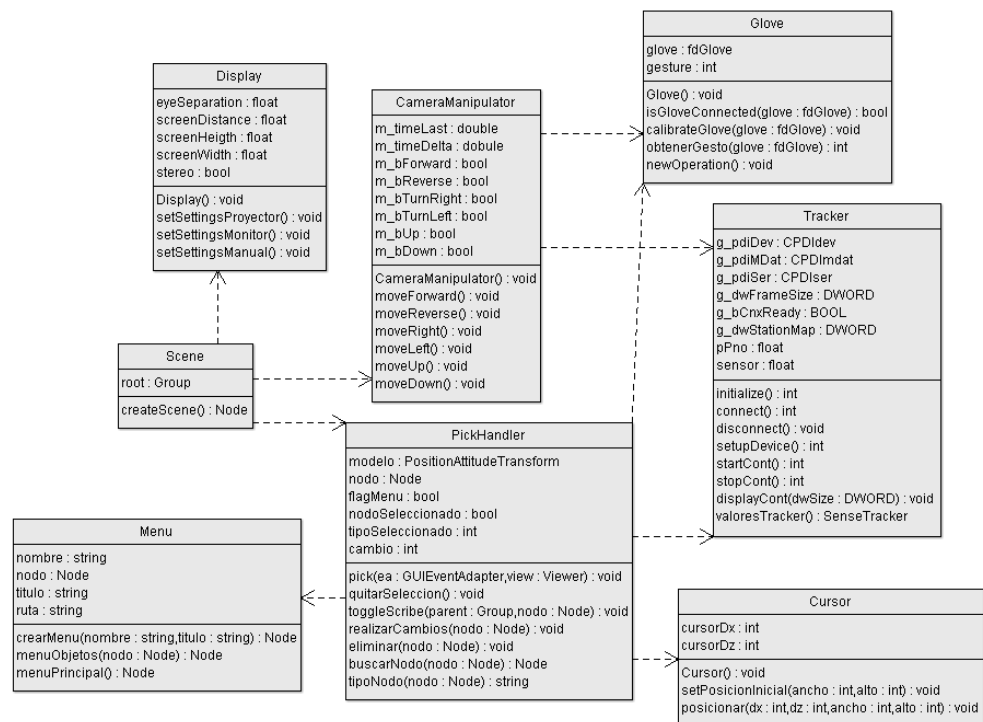 Glove
glove : fdGlove
gesture : int
Glove() : void
isGloveConnected(glove : fdGlove) : bool
calibrateGlove(glove : fdGlove) : void
obtenerGesto(glove : fdGlove) : int
newOperation() : void
Display
eyeSeparation : float
screenDistance : float
screenHeigth : float
screenWidth : float
stereo : bool
Display() : void
setSettingsProyector() : void
setSettingsMonitor() : void
setSettingsManual() : void
CameraManipulator
m_timeLast : double
m_timeDelta : dobule
m_bForward : bool
m_bReverse : bool
m_bTurnRight : bool
m_bTurnLeft : bool
m_bUp : bool
m_bDown : bool
CameraManipulator() : void
moveForward() : void
moveReverse() : void
moveRight() : void
moveLeft() : void
moveUp() : void
moveDown() : void
Tracker
g_pdiDev : CPDIdev
g_pdiMDat : CPDImdat
g_pdiSer : CPDIser
g_dwFrameSize : DWORD
g_bCnxReady : BOOL
g_dwStationMap : DWORD
pPno : float
sensor : float
initialize() : int
connect() : int
disconnect() : void
setupDevice() : int
startCont() : int
stopCont() : int
displayCont(dwSize : DWORD) : void
valoresTracker() : SenseTracker
Scene
root : Group
createScene() : Node
PickHandler
modelo : PositionAttitudeTransform
nodo : Node
flagMenu : bool
nodoSeleccionado : bool
tipoSeleccionado : int
cambio : int
pick(ea : GUIEventAdapter,view : Viewer) : void
quitarSeleccion() : void
toggleScribe(parent : Group,nodo : Node) : void
realizarCambios(nodo : Node) : void
eliminar(nodo : Node) : void
buscarNodo(nodo : Node) : Node
tipoNodo(nodo : Node) : string
Menu
nombre : string
nodo : Node
titulo : string
ruta : string
crearMenu(nombre : string,titulo : string) : Node
menuObjetos(nodo : Node) : Node
menuPrincipal() : Node
Cursor
cursorDx : int
cursorDz : int
Cursor() : void
setPosicionInicial(ancho : int,alto : int) : void
posicionar(dx : int,dz : int,ancho : int,alto : int) : void